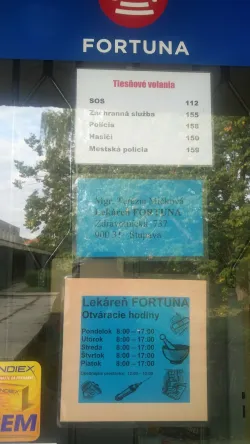 FORTUNA
Tiesňové volania
SOS 112
Záchranná služba 155
Polícia 158
Hasiči 150
Mestská polícia 159
Lekáreň FORTUNA
Stupava
Lekáreň FORTUNA
Otváracie hodiny
Pondelok 8:00 - 17:00
Utorok 8:00 - 17:00
Streda 8:00 - 17:00
Štvrtok 8:00 - 17:00
Piatok 8:00 - 17:00